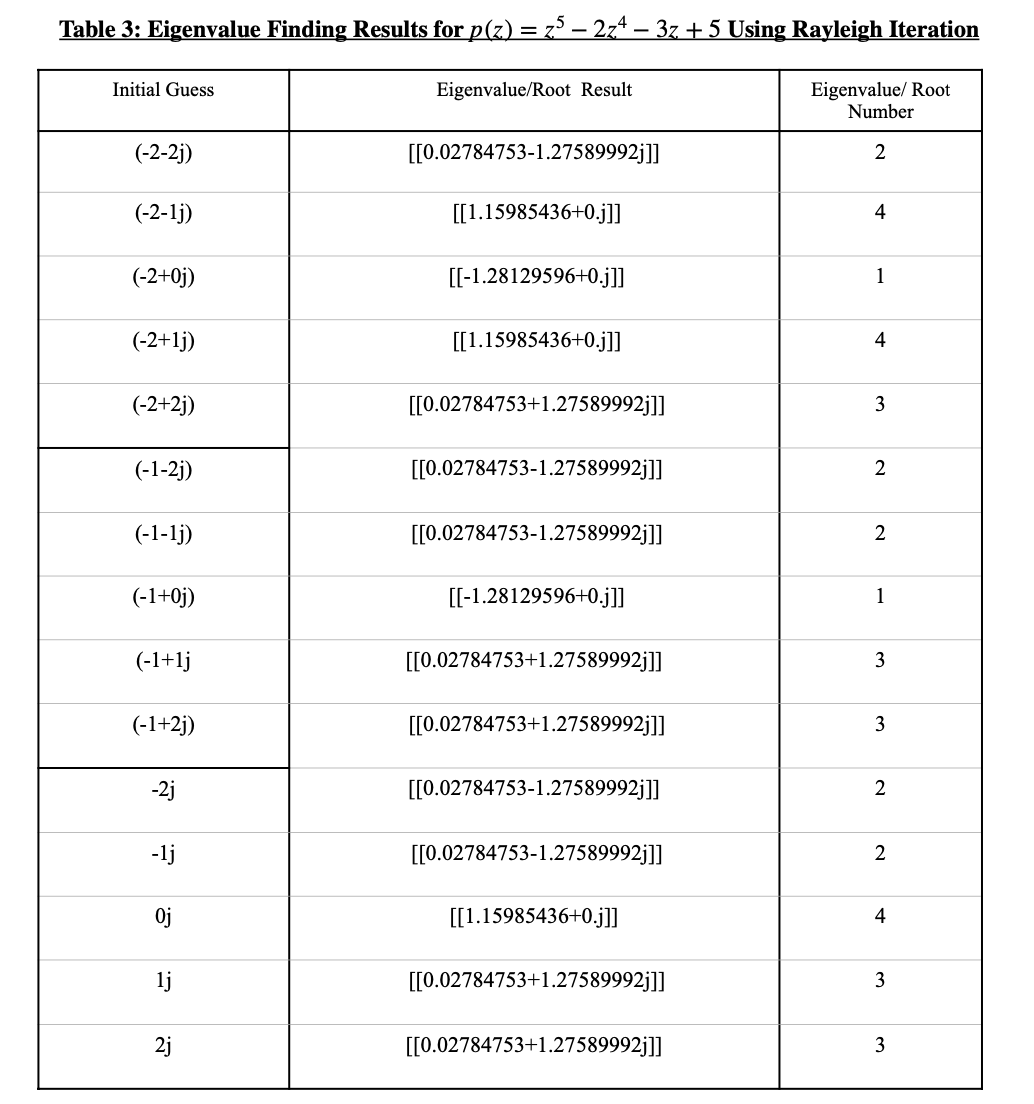 Table 3: Eigenvalue Finding Results for p(z) = z⁵ − 2z⁴ − 3z + 5 Using Rayleigh Iteration
Initial Guess Eigenvalue/Root Result Eigenvalue/ Root
Number
(-2-2j) [[0.02784753-1.27589992j]] 2
(-2-1j) [[1.15985436+0.j]] 4
(-2+0j) [[-1.28129596+0.j]] 1
(-2+1j) [[1.15985436+0.j]] 4
(-2+2j) [[0.02784753+1.27589992j]] 3
(-1-2j) [[0.02784753-1.27589992j]] 2
(-1-1j) [[0.02784753-1.27589992j]] 2
(-1+0j) [[-1.28129596+0.j]] 1
(-1+1j [[0.02784753+1.27589992j]] 3
(-1+2j) [[0.02784753+1.27589992j]] 3
-2j [[0.02784753-1.27589992j]] 2
-1j [[0.02784753-1.27589992j]] 2
0j [[1.15985436+0.j]] 4
1j [[0.02784753+1.27589992j]] 3
2j [[0.02784753+1.27589992j]] 3